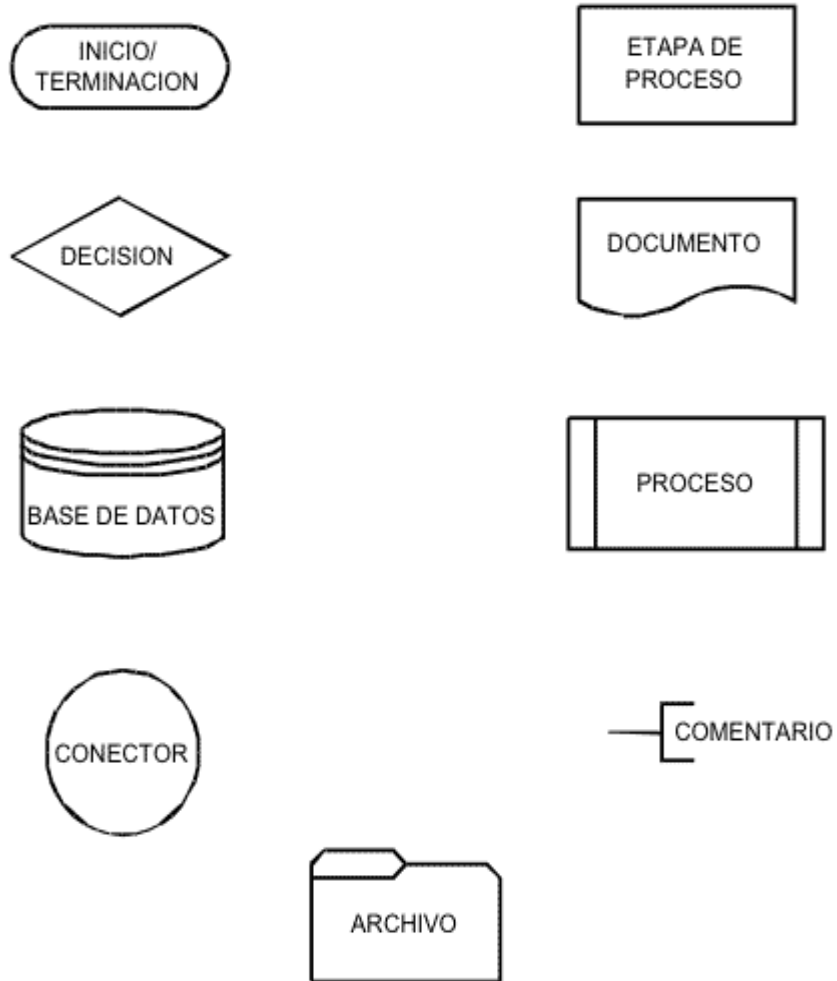 INICIO/
TERMINACION
ETAPA DE
PROCESO
DECISION
DOCUMENTO
BASE DE DATOS
PROCESO
CONECTOR
COMENTARIO
ARCHIVO